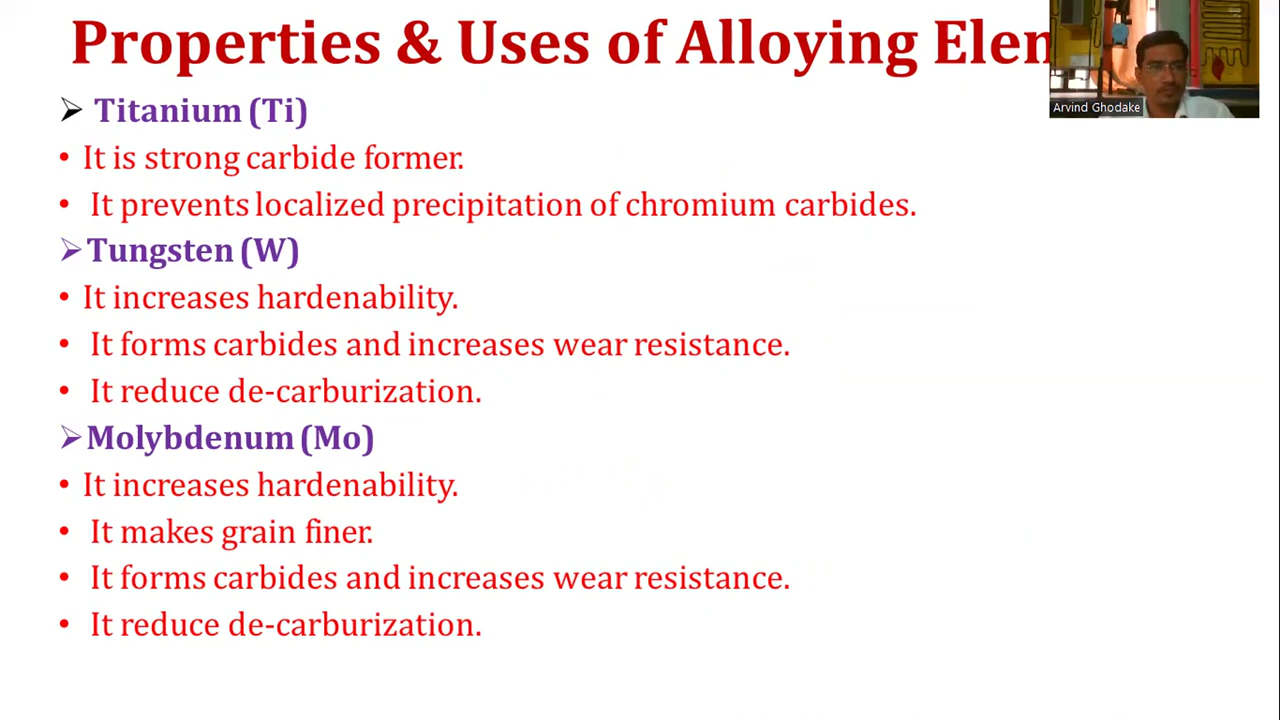 Properties & Uses of Alloying Elen
Arvind Ghodake
➢ Titanium (Ti)
• It is strong carbide former.
• It prevents localized precipitation of chromium carbides.
➢ Tungsten (W)
• It increases hardenability.
• It forms carbides and increases wear resistance.
• It reduce de-carburization.
➢ Molybdenum (Mo)
• It increases hardenability.
• It makes grain finer.
• It forms carbides and increases wear resistance.
• It reduce de-carburization.